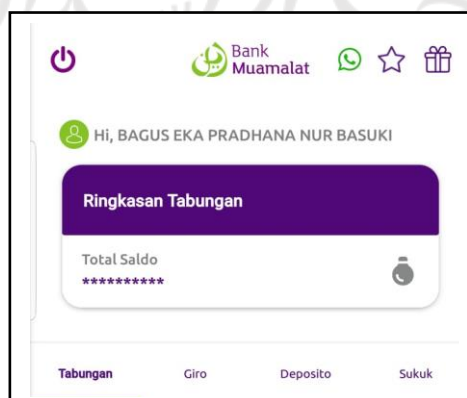 Bank
Muamalat
Hi, BAGUS EKA PRADHANA NUR BASUKI
Ringkasan Tabungan
Total Saldo
**********
Tabungan Giro Deposito Sukuk